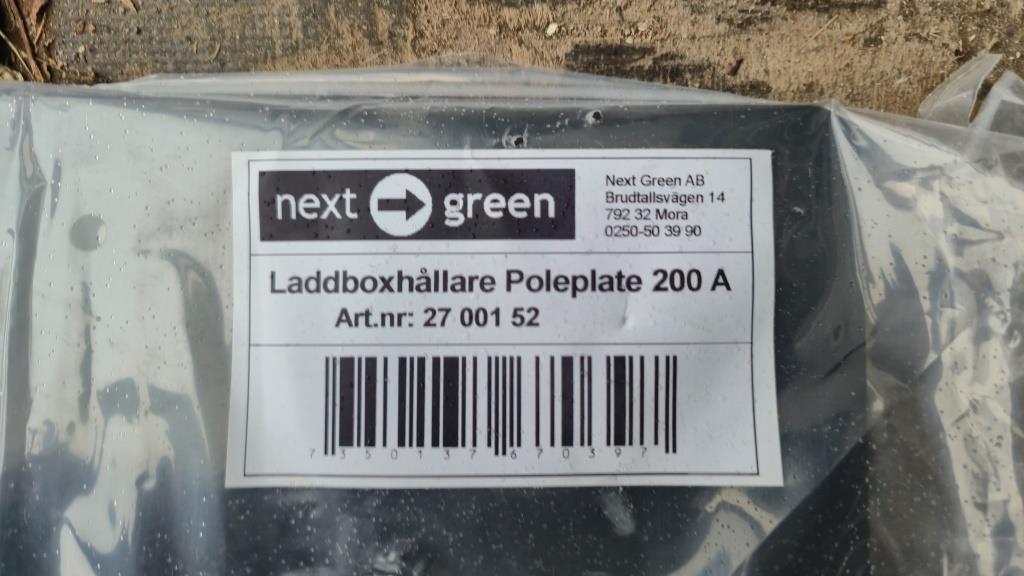 next green
Next Green AB
Brudtallsvägen 14
792 32 Mora
0250-50 39 90
Laddboxhållare Poleplate 200 A
Art.nr: 27 001 52
7 350137 670397